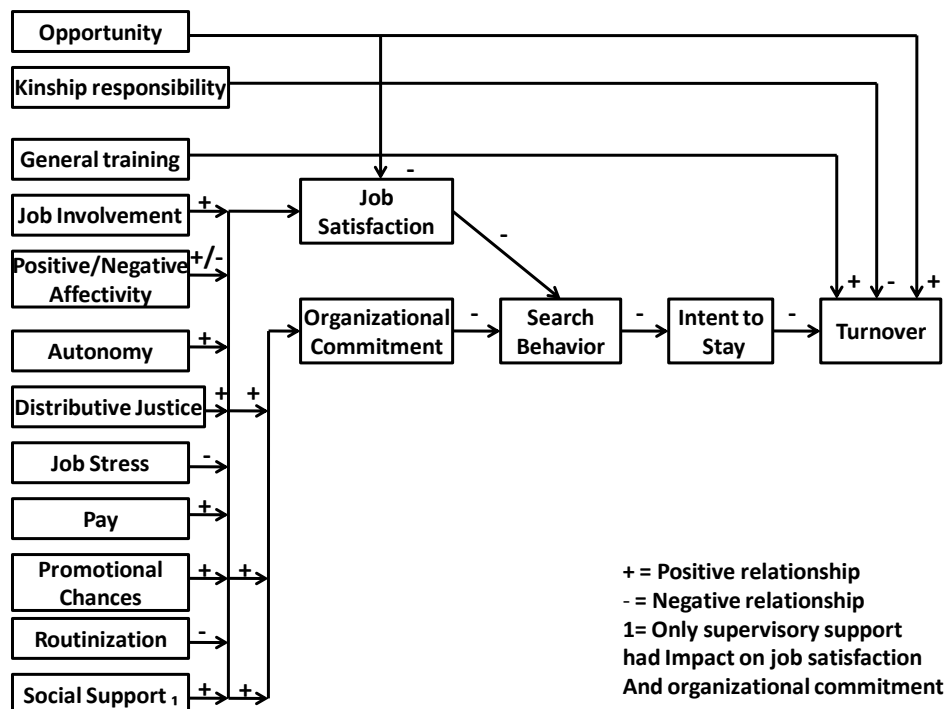 Opportunity
Kinship responsibility
General training
Job Involvement
+
Positive/Negative
Affectivity
+/-
Autonomy
+
Distributive Justice
+
+
Job Stress
-
Pay
+
Promotional
Chances
+
+
Routinization
-
Social Support 1
+
+
-
Job
Satisfaction
-
Organizational
Commitment
-
Search
Behavior
-
Intent to
Stay
-
+
-
+
Turnover
+ = Positive relationship
- = Negative relationship
1= Only supervisory support
had Impact on job satisfaction
And organizational commitment